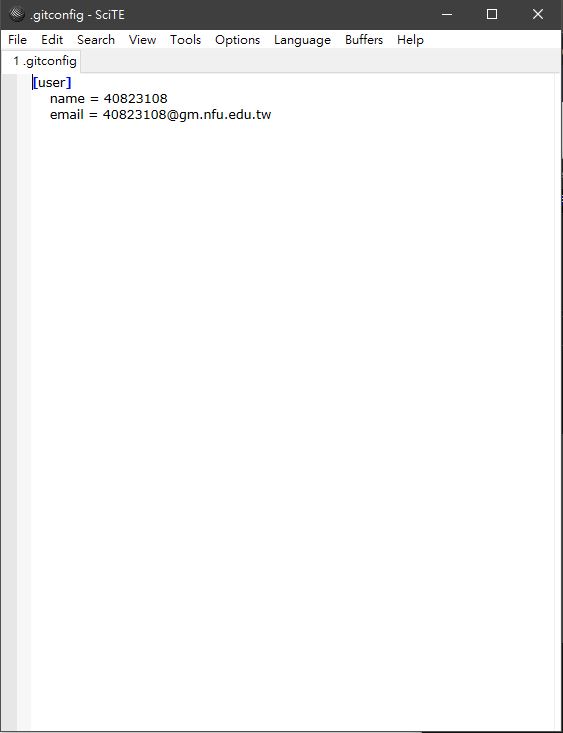 .gitconfig - SciTE
File Edit Search View Tools Options Language Buffers Help
1 .gitconfig
[user]
name = 40823108
email = 40823108@gm.nfu.edu.tw